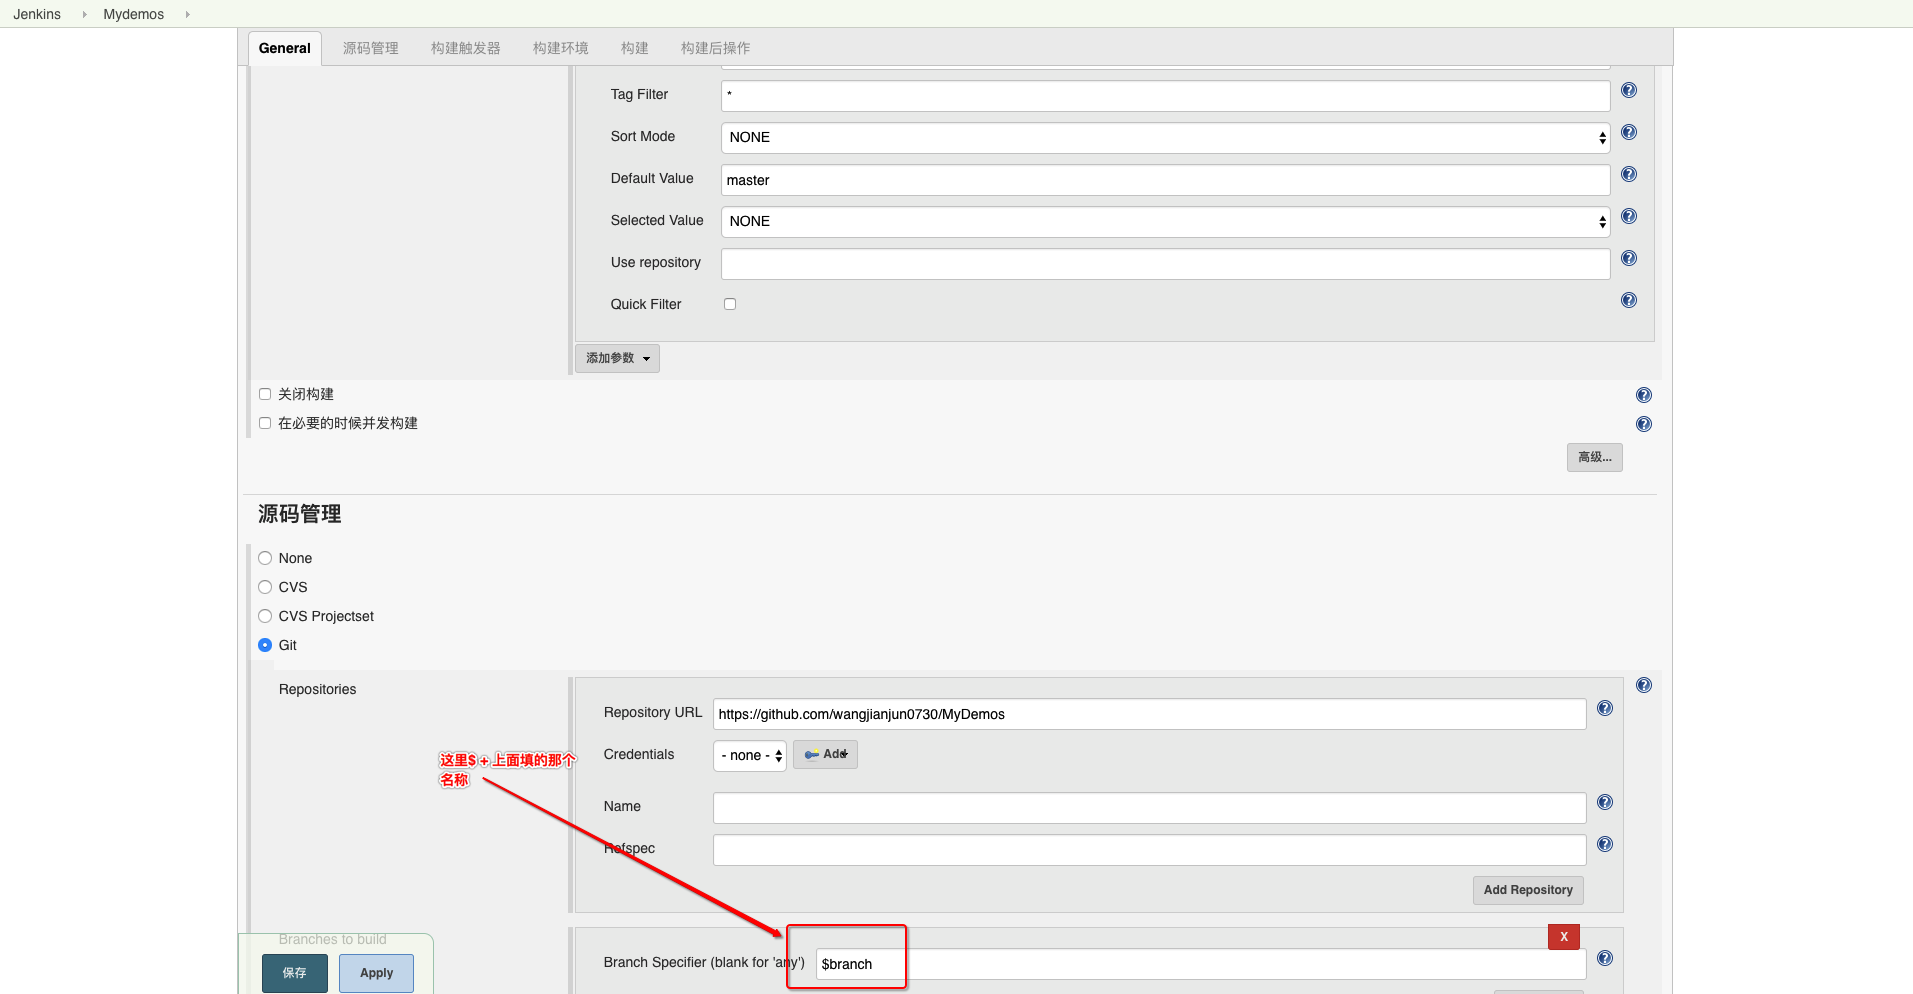 Jenkins Mydemos
General 源码管理 构建触发器 构建环境 构建 构建后操作
Tag Filter *
Sort Mode NONE
Default Value master
Selected Value NONE
Use repository
Quick Filter
添加参数
关闭构建
在必要的时候并发构建
高级...
源码管理
None
CVS
CVS Projectset
Git
Repositories
Repository URL https://github.com/wangjianjun0730/MyDemos
Credentials - none - Add
这里$ + 上面填的那个
名称
Name
Refspec
Add Repository
Branches to build
X
Branch Specifier (blank for 'any') $branch
保存 Apply